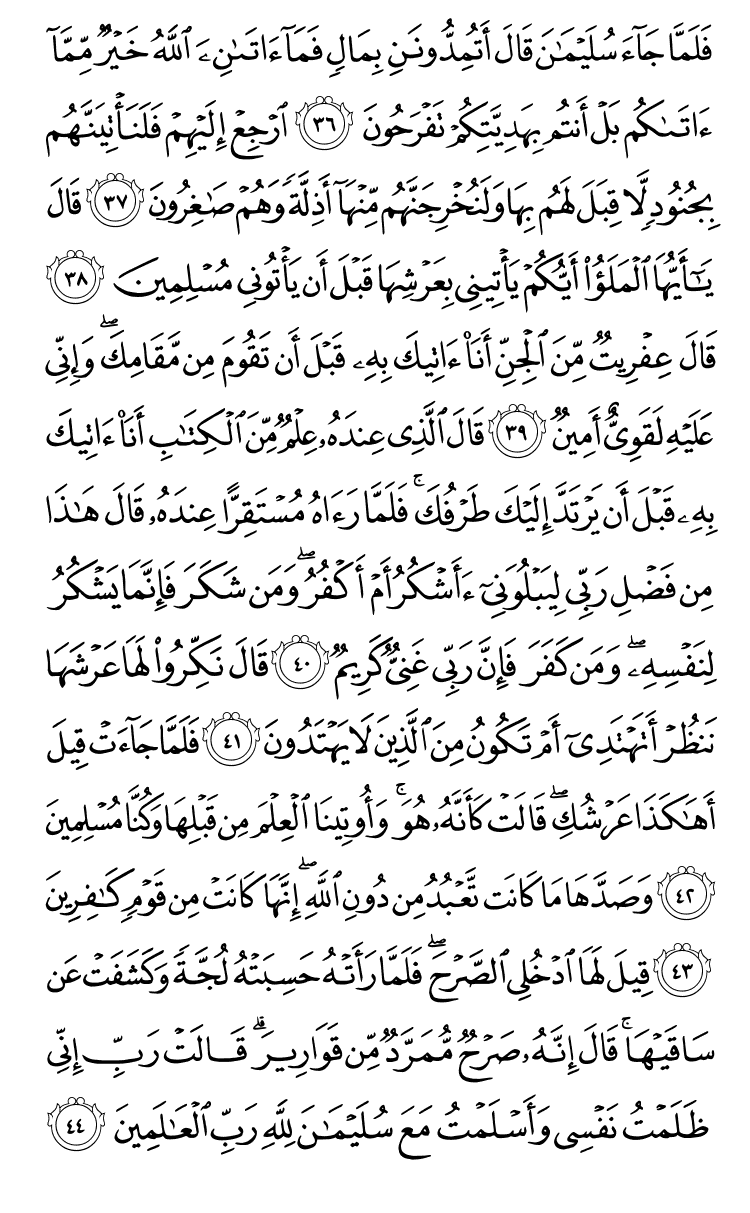 فَلَمَّا جَآءَ سُلَيْمَٰنَ قَالَ أَتُمِدُّونَنِ بِمَالٍ فَمَآ ءَاتَىٰنِۦَ ٱللَّهُ خَيْرٌ مِّمَّآ
ءَاتَىٰكُم بَلْ أَنتُم بِهَدِيَّتِكُمْ تَفْرَحُونَ ٣٦ ٱرْجِعْ إِلَيْهِمْ فَلَنَأْتِيَنَّهُم
بِجُنُودٍ لَّا قِبَلَ لَهُم بِهَا وَلَنُخْرِجَنَّهُم مِّنْهَآ أَذِلَّةً وَهُمْ صَٰغِرُونَ ٣٧ قَالَ
يَٰٓأَيُّهَا ٱلْمَلَؤُا۟ أَيُّكُمْ يَأْتِينِى بِعَرْشِهَا قَبْلَ أَن يَأْتُونِى مُسْلِمِينَ ٣٨
قَالَ عِفْرِيتٌ مِّنَ ٱلْجِنِّ أَنَا۠ ءَاتِيكَ بِهِۦ قَبْلَ أَن تَقُومَ مِن مَّقَامِكَ ۖ وَإِنِّى
عَلَيْهِ لَقَوِىٌّ أَمِينٌ ٣٩ قَالَ ٱلَّذِى عِندَهُۥ عِلْمٌ مِّنَ ٱلْكِتَٰبِ أَنَا۠ ءَاتِيكَ
بِهِۦ قَبْلَ أَن يَرْتَدَّ إِلَيْكَ طَرْفُكَ ۚ فَلَمَّا رَءَاهُ مُسْتَقِرًّا عِندَهُۥ قَالَ هَٰذَا
مِن فَضْلِ رَبِّى لِيَبْلُوَنِىٓ ءَأَشْكُرُ أَمْ أَكْفُرُ ۖ وَمَن شَكَرَ فَإِنَّمَا يَشْكُرُ
لِنَفْسِهِۦ ۖ وَمَن كَفَرَ فَإِنَّ رَبِّى غَنِىٌّ كَرِيمٌ ٤٠ قَالَ نَكِّرُوا۟ لَهَا عَرْشَهَا
نَنظُرْ أَتَهْتَدِىٓ أَمْ تَكُونُ مِنَ ٱلَّذِينَ لَا يَهْتَدُونَ ٤١ فَلَمَّا جَآءَتْ قِيلَ
أَهَٰكَذَا عَرْشُكِ ۖ قَالَتْ كَأَنَّهُۥ هُوَ ۚ وَأُوتِينَا ٱلْعِلْمَ مِن قَبْلِهَا وَكُنَّا مُسْلِمِينَ
٤٢ وَصَدَّهَا مَا كَانَت تَّعْبُدُ مِن دُونِ ٱللَّهِ ۖ إِنَّهَا كَانَتْ مِن قَوْمٍ كَٰفِرِينَ
٤٣ قِيلَ لَهَا ٱدْخُلِى ٱلصَّرْحَ ۖ فَلَمَّا رَأَتْهُ حَسِبَتْهُ لُجَّةً وَكَشَفَتْ عَن
سَاقَيْهَا ۚ قَالَ إِنَّهُۥ صَرْحٌ مُّمَرَّدٌ مِّن قَوَارِيرَ ۗ قَالَتْ رَبِّ إِنِّى
ظَلَمْتُ نَفْسِى وَأَسْلَمْتُ مَعَ سُلَيْمَٰنَ لِلَّهِ رَبِّ ٱلْعَٰلَمِينَ ٤٤